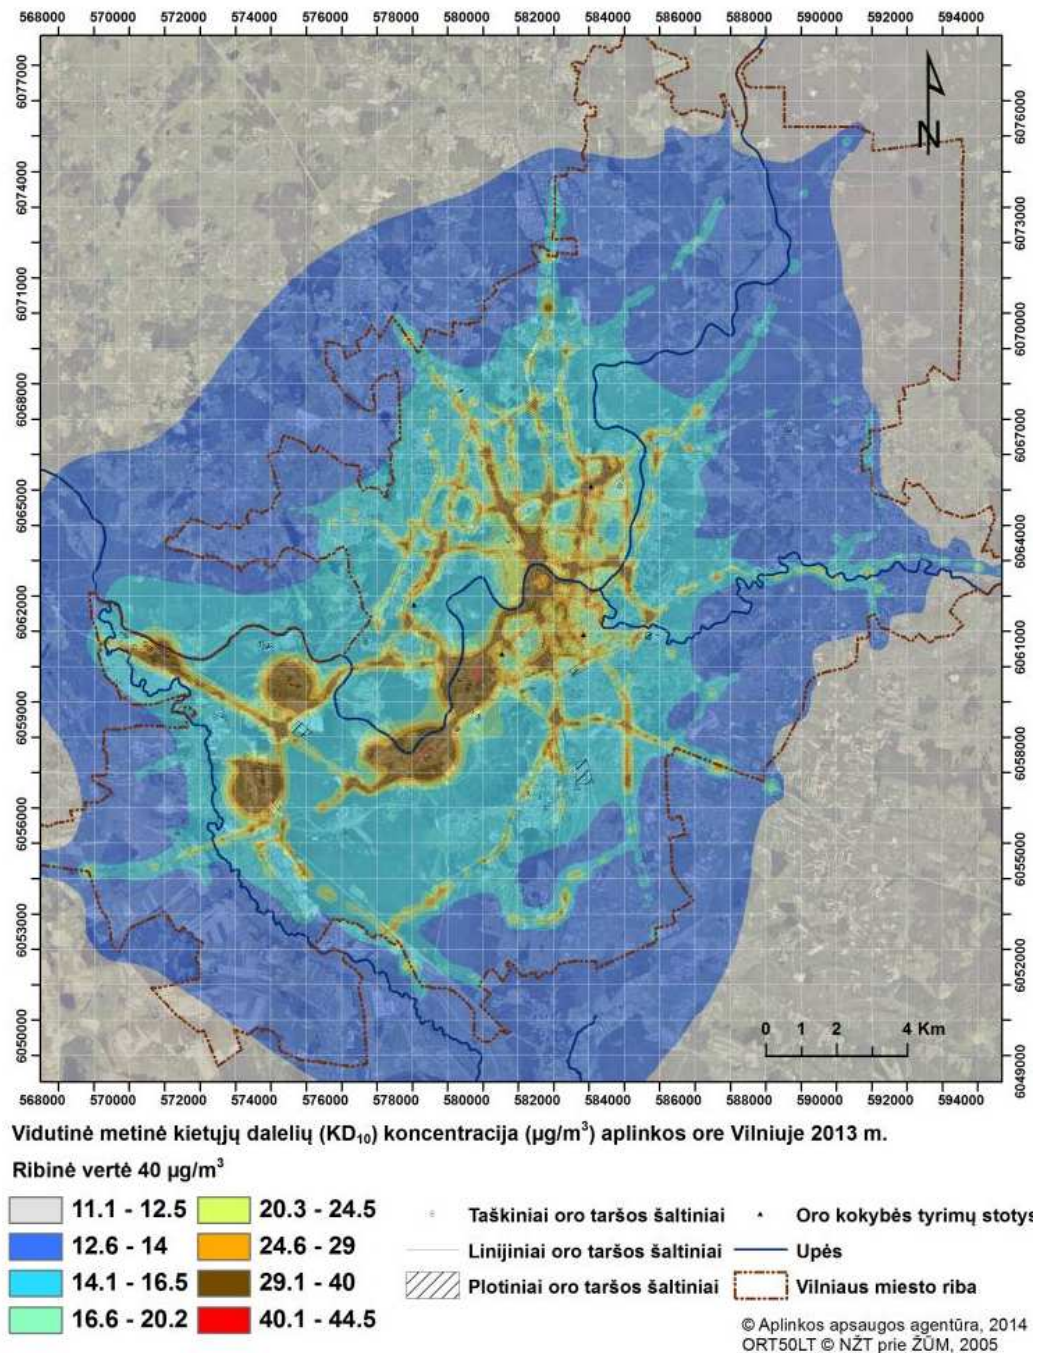 568000 570000 572000 574000 576000 578000 580000 582000 584000 586000 588000 590000 592000 594000
6077000
6076000
N
6074000
6073000
6071000
6070000
6068000
6067000
6065000
6064000
6062000
6061000
6059000
6058000
6056000
6055000
6053000
6052000
0 1 2 4 Km
6050000
6049000
568000 570000 572000 574000 576000 578000 580000 582000 584000 586000 588000 590000 592000 594000
Vidutinė metinė kietųjų dalelių (KD₁₀) koncentracija (µg/m³) aplinkos ore Vilniuje 2013 m.
Ribinė vertė 40 µg/m³
11.1 - 12.5
12.6 - 14
14.1 - 16.5
16.6 - 20.2
20.3 - 24.5
24.6 - 29
29.1 - 40
40.1 - 44.5
Taškiniai oro taršos šaltiniai
Linijiniai oro taršos šaltiniai
Plotiniai oro taršos šaltiniai
Oro kokybės tyrimų stotys
Upės
Vilniaus miesto riba
© Aplinkos apsaugos agentūra, 2014
ORT50LT © NŽT prie ŽŪM, 2005